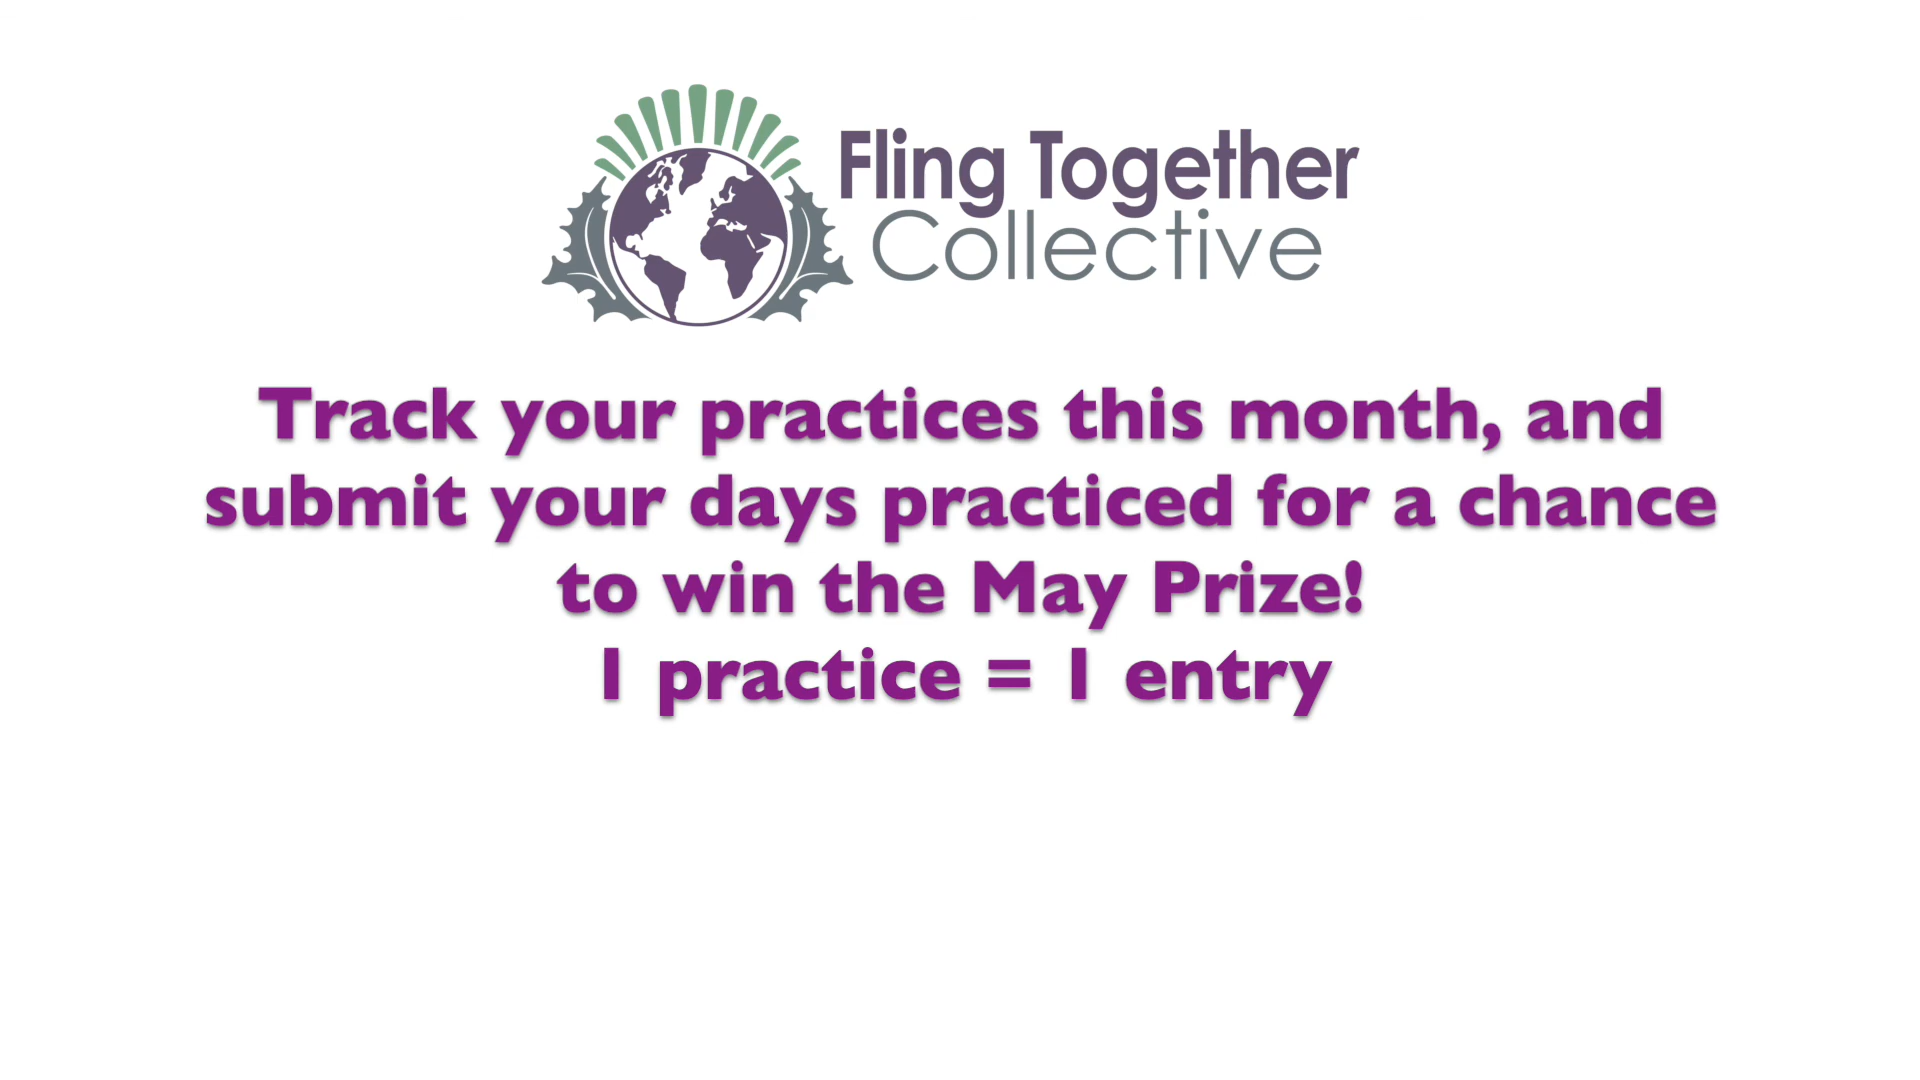 Fling Together
Collective
Track your practices this month, and
submit your days practiced for a chance
to win the May Prize!
1 practice = 1 entry